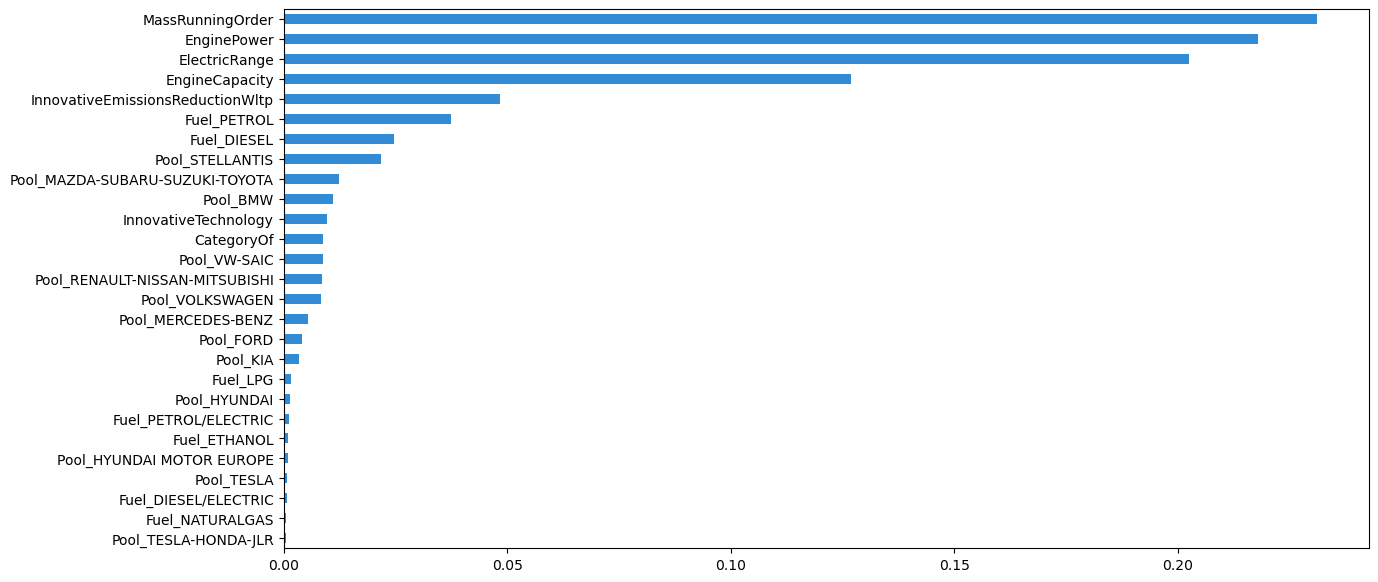 MassRunningOrder
EnginePower
ElectricRange
EngineCapacity
InnovativeEmissionsReductionWltp
Fuel_PETROL
Fuel_DIESEL
Pool_STELLANTIS
Pool_MAZDA-SUBARU-SUZUKI-TOYOTA
Pool_BMW
InnovativeTechnology
CategoryOf
Pool_VW-SAIC
Pool_RENAULT-NISSAN-MITSUBISHI
Pool_VOLKSWAGEN
Pool_MERCEDES-BENZ
Pool_FORD
Pool_KIA
Fuel_LPG
Pool_HYUNDAI
Fuel_PETROL/ELECTRIC
Fuel_ETHANOL
Pool_HYUNDAI MOTOR EUROPE
Pool_TESLA
Fuel_DIESEL/ELECTRIC
Fuel_NATURALGAS
Pool_TESLA-HONDA-JLR
0.00 0.05 0.10 0.15 0.20